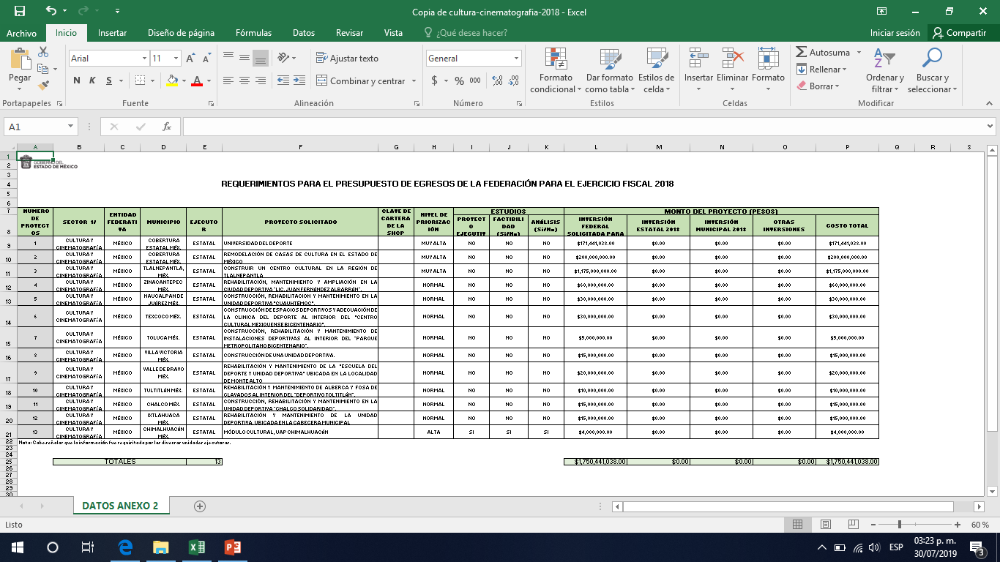 Copia de cultura-cinematografia-2018 - Excel
Archivo Inicio Insertar Diseño de página Fórmulas Datos Revisar Vista ¿Qué desea hacer? Iniciar sesión Compartir
Pegar
Arial 11
N K S
Ajustar texto
Combinar y centrar
General
$ % 000
Formato condicional
Dar formato como tabla
Estilos de celda
Insertar Eliminar Formato
Autosuma
Rellenar
Borrar
Ordenar y filtrar
Buscar y seleccionar
Portapapeles Fuente Alineación Número Estilos Celdas Modificar
A1 fx
A B C D E F G H I J K L M N O P Q R S
GOBIERNO DEL
ESTADO DE MÉXICO
REQUERIMIENTOS PARA EL PRESUPUESTO DE EGRESOS DE LA FEDERACIÓN PARA EL EJERCICIO FISCAL 2018
NUMERO DE PROYECTOS SECTOR 1/ ENTIDAD FEDERATIVA MUNICIPIO EJECUTOR PROYECTO SOLICITADO CLAVE DE CARTERA DE LA SHCP NIVEL DE PRIORIZACIÓN ESTUDIOS MONTO DEL PROYECTO (PESOS)
PROYECTO EJECUTIV FACTIBILIDAD (Si/No) ANÁLISIS (Si/No) INVERSIÓN FEDERAL SOLICITADA PARA INVERSIÓN ESTATAL 2018 INVERSIÓN MUNICIPAL 2018 OTRAS INVERSIONES COSTO TOTAL
9 1 CULTURA Y CINEMATOGRAFÍA MÉXICO COBERTURA ESTATAL MÉX. ESTATAL UNIVERSIDAD DEL DEPORTE MUY ALTA NO NO NO $171,441,038.00 $0.00 $0.00 $0.00 $171,441,038.00
10 2 CULTURA Y CINEMATOGRAFÍA MÉXICO COBERTURA ESTATAL MÉX. ESTATAL REMODELACIÓN DE CASAS DE CULTURA EN EL ESTADO DE MÉXICO MUY ALTA NO NO NO $200,000,000.00 $0.00 $0.00 $0.00 $200,000,000.00
11 3 CULTURA Y CINEMATOGRAFÍA MÉXICO TLALNEPANTLA, MÉX. ESTATAL CONSTRUIR UN CENTRO CULTURAL EN LA REGIÓN DE TLALNEPANTLA MUY ALTA NO NO NO $1,175,000,000.00 $0.00 $0.00 $0.00 $1,175,000,000.00
12 4 CULTURA Y CINEMATOGRAFÍA MÉXICO ZINACANTEPEC MÉX. ESTATAL REHABILITACIÓN, MANTENIMIENTO Y AMPLIACIÓN EN LA CIUDAD DEPORTIVA "LIC. JUAN FERNÁNDEZ ALBARRÁN". NORMAL NO NO NO $60,000,000.00 $0.00 $0.00 $0.00 $60,000,000.00
13 5 CULTURA Y CINEMATOGRAFÍA MÉXICO NAUCALPAN DE JUÁREZ MÉX. ESTATAL CONSTRUCCIÓN, REHABILITACIÓN Y MANTENIMIENTO EN LA UNIDAD DEPORTIVA "CUAUHTÉMOC". NORMAL NO NO NO $30,000,000.00 $0.00 $0.00 $0.00 $30,000,000.00
14 6 CULTURA Y CINEMATOGRAFÍA MÉXICO TEXCOCO MÉX. ESTATAL CONSTRUCCIÓN DE ESPACIOS DEPORTIVOS Y ADECUACIÓN DE LA CLINICA DEL DEPORTE AL INTERIOR DEL "CENTRO CULTURAL MEXIQUENSE BICENTENARIO". NORMAL NO NO NO $30,000,000.00 $0.00 $0.00 $0.00 $30,000,000.00
15 7 CULTURA Y CINEMATOGRAFÍA MÉXICO TOLUCA MÉX. ESTATAL CONSTRUCCIÓN, REHABILITACIÓN Y MANTENIMIENTO DE INSTALACIONES DEPORTIVAS AL INTERIOR DEL "PARQUE METROPOLITANO BICENTENARIO". NORMAL NO NO NO $5,000,000.00 $0.00 $0.00 $0.00 $5,000,000.00
16 8 CULTURA Y CINEMATOGRAFÍA MÉXICO VILLA VICTORIA MÉX. ESTATAL CONSTRUCCIÓN DE UNA UNIDAD DEPORTIVA. NORMAL NO NO NO $15,000,000.00 $0.00 $0.00 $0.00 $15,000,000.00
17 9 CULTURA Y CINEMATOGRAFÍA MÉXICO VALLE DE BRAVO MÉX. ESTATAL REHABILITACIÓN Y MANTENIMIENTO DE LA "ESCUELA DEL DEPORTE Y UNIDAD DEPORTIVA" UBICADA EN LA LOCALIDAD DE MONTE ALTO NORMAL NO NO NO $20,000,000.00 $0.00 $0.00 $0.00 $20,000,000.00
18 10 CULTURA Y CINEMATOGRAFÍA MÉXICO TULTITLÁN MÉX. ESTATAL REHABILITACIÓN Y MANTENIMIENTO DE ALBERCA Y FOSA DE CLAVADOS AL INTERIOR DEL "DEPORTIVO TOLTITLÁN". NORMAL NO NO NO $10,000,000.00 $0.00 $0.00 $0.00 $10,000,000.00
19 11 CULTURA Y CINEMATOGRAFÍA MÉXICO CHALCO MÉX. ESTATAL CONSTRUCCIÓN, REHABILITACIÓN Y MANTENIMIENTO EN LA UNIDAD DEPORTIVA "CHALCO SOLIDARIDAD". NORMAL NO NO NO $15,000,000.00 $0.00 $0.00 $0.00 $15,000,000.00
20 12 CULTURA Y CINEMATOGRAFÍA MÉXICO IXTLAHUACA MÉX. ESTATAL REHABILITACIÓN Y MANTENIMIENTO DE LA UNIDAD DEPORTIVA, UBICADA EN LA CABECERA MUNICIPAL NORMAL NO NO NO $15,000,000.00 $0.00 $0.00 $0.00 $15,000,000.00
21 13 CULTURA Y CINEMATOGRAFÍA MÉXICO CHIMALHUACÁN MÉX. ESTATAL MÓDULO CULTURAL, UAP CHIMALHUACÁN ALTA SI SI SI $4,000,000.00 $0.00 $0.00 $0.00 $4,000,000.00
22 Nota: Cabe señalar que la información fue requisitada por las diversas unidades ejecutoras.
25 TOTALES 13 $1,750,441,038.00 $0.00 $0.00 $0.00 $1,750,441,038.00
DATOS ANEXO 2
Listo 60 %
ESP 03:23 p. m.
30/07/2019 3